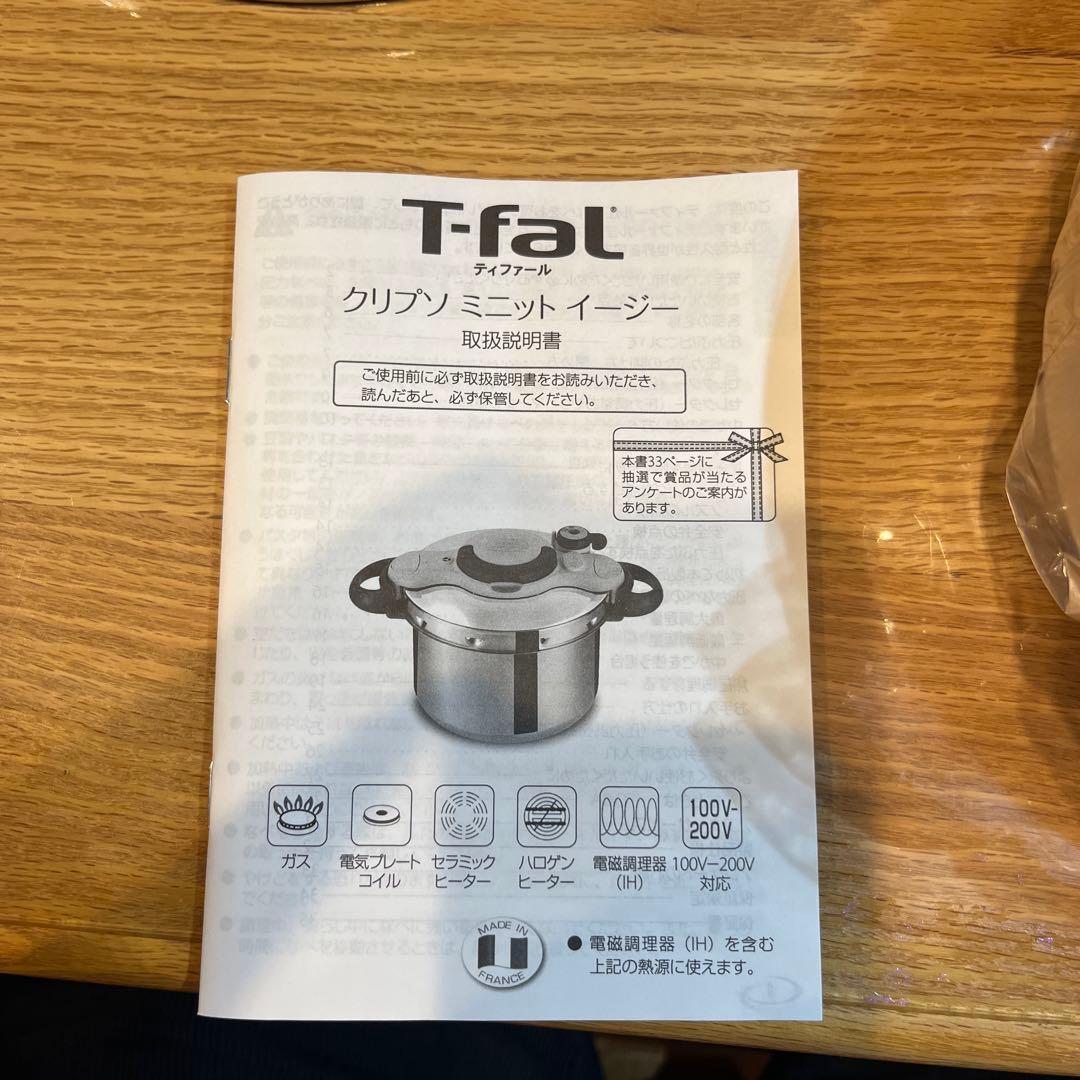 T-fal®
ティファール
クリプソ ミニット イージー
取扱説明書
ご使用前に必ず取扱説明書をお読みいただき、
読んだあと、必ず保管してください。
本書33ページに
抽選で賞品が当たる
アンケートのご案内が
あります。
100V-
200V
ガス
電気プレート
コイル
セラミック
ヒーター
ハロゲン
ヒーター
電磁調理器
（IH）
100V−200V
対応
MADE IN
FRANCE
● 電磁調理器（IH）を含む
上記の熱源に使えます。